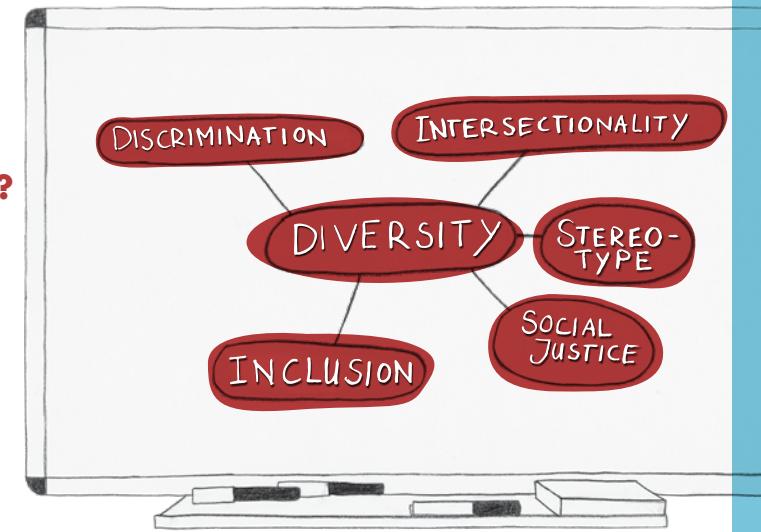 ?
DISCRIMINATION
INTERSECTIONALITY
DIVERSITY
STEREO-
TYPE
SOCIAL
JUSTICE
INCLUSION